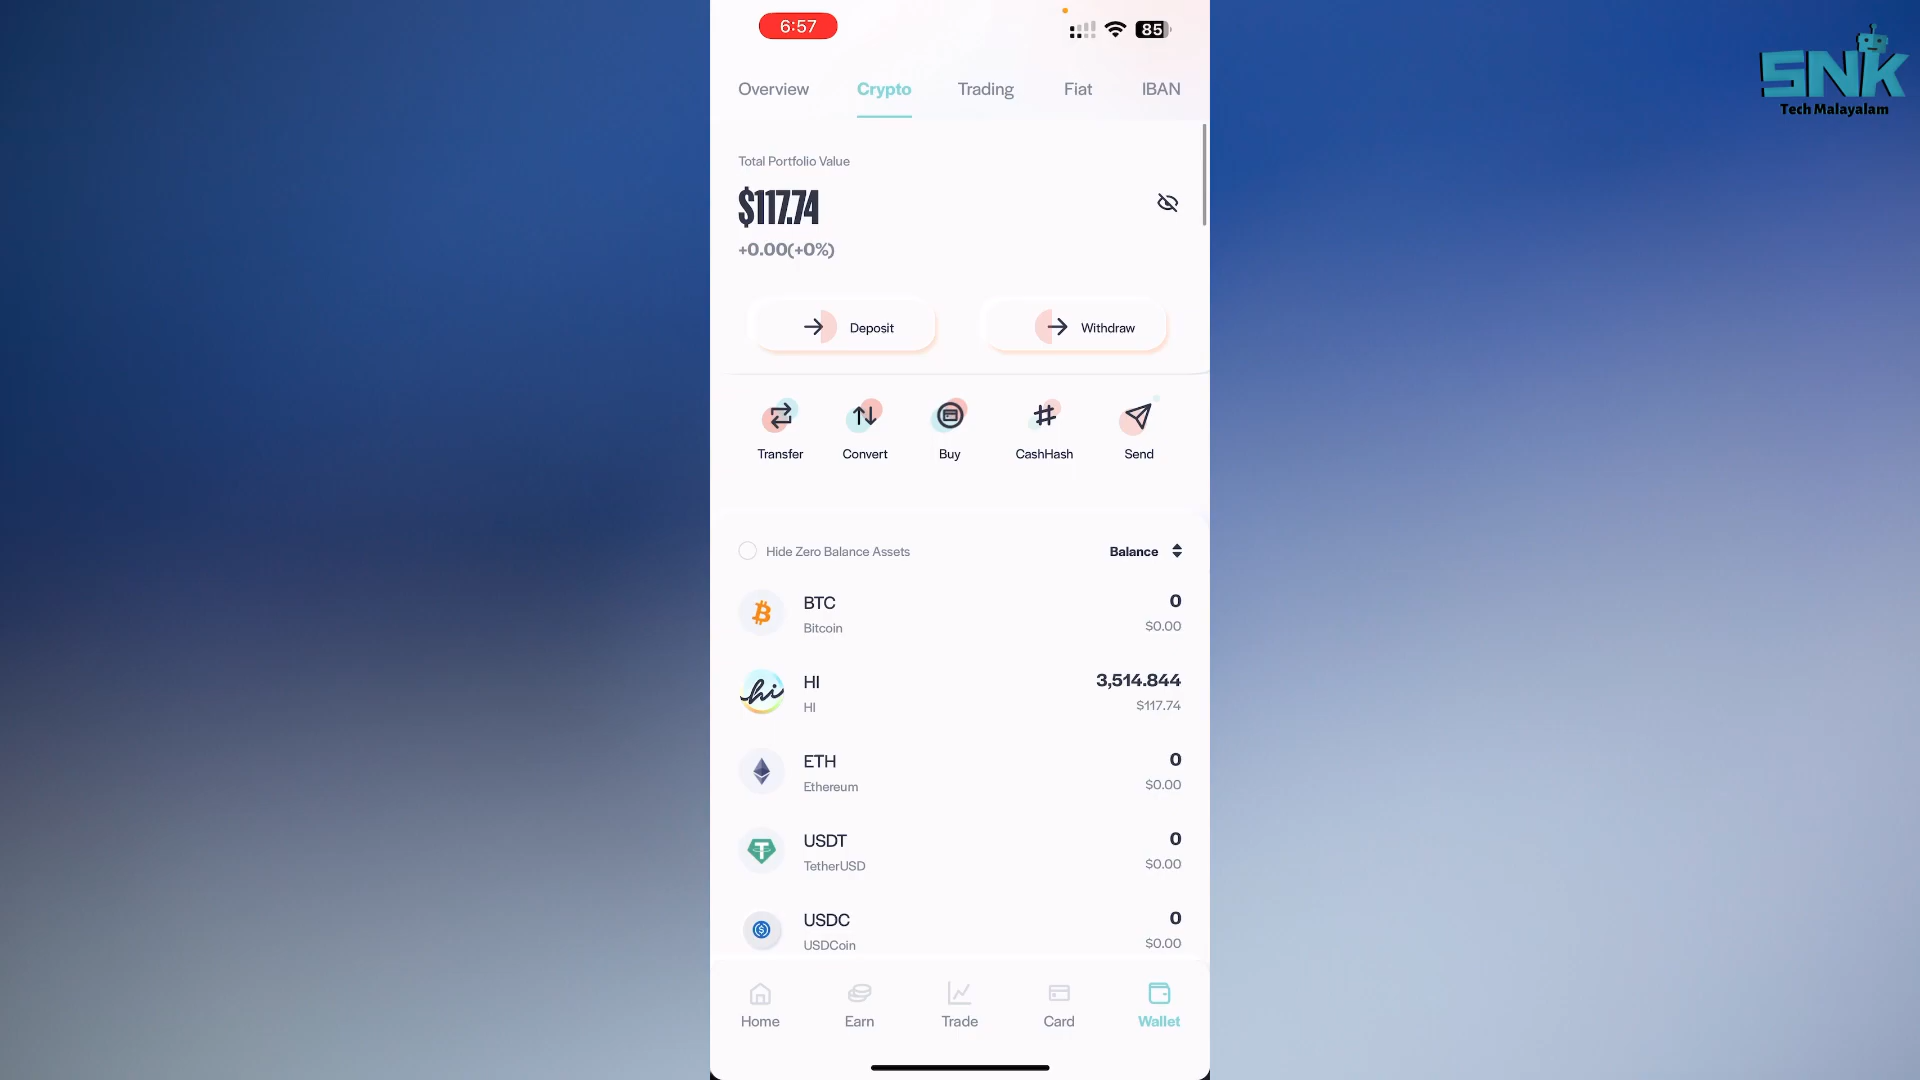 6:57
85
SNK
Tech Malayalam
Overview Crypto Trading Fiat IBAN
Total Portfolio Value
$117.74
+0.00(+0%)
Deposit Withdraw
Transfer Convert Buy CashHash Send
Hide Zero Balance Assets Balance
BTC 0
Bitcoin $0.00
hi
HI 3,514.844
HI $117.74
ETH 0
Ethereum $0.00
USDT 0
TetherUSD $0.00
USDC 0
USDCoin $0.00
Home Earn Trade Card Wallet